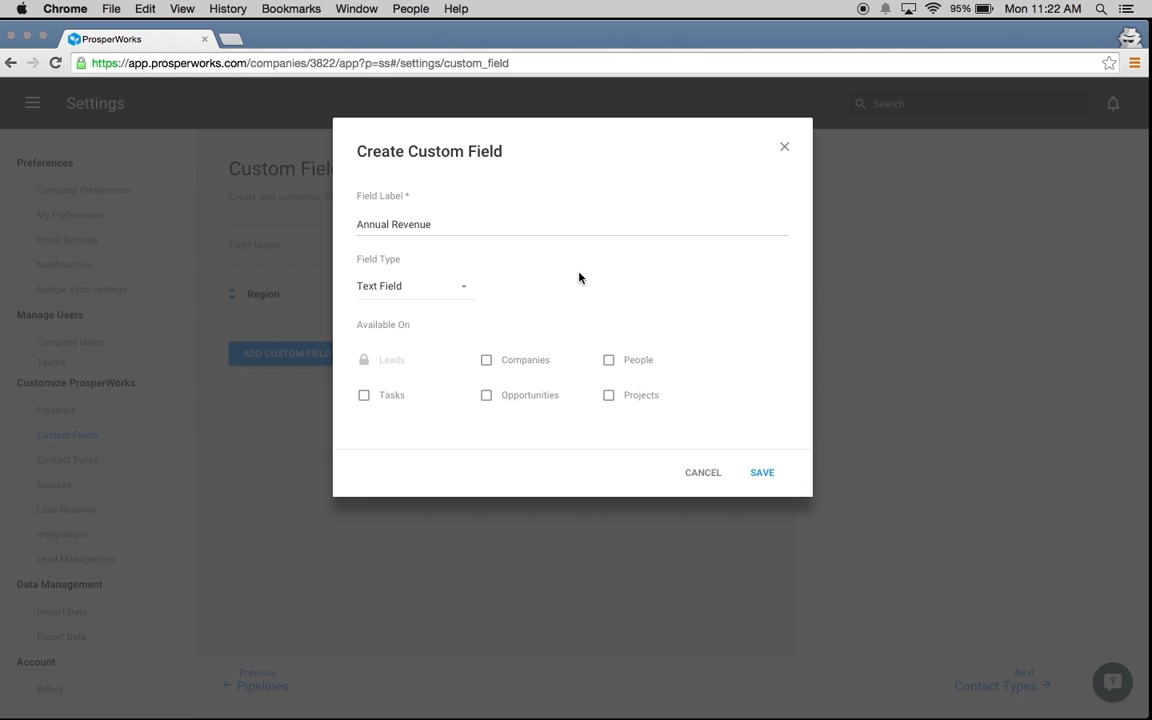 Chrome File Edit View History Bookmarks Window People Help 95% Mon 11:22 AM
ProsperWorks
https://app.prosperworks.com/companies/3822/app?p=ss#/settings/custom_field
Settings Search
Create Custom Field
Field Label *
Annual Revenue
Field Type
Text Field
Available On
Leads Companies People
Tasks Opportunities Projects
CANCEL SAVE
Preferences
Company Preferences
My Preferences
Email Settings
Notifications
Google Sync Settings
Manage Users
Company Users
Teams
Customize ProsperWorks
Pipelines
Custom Fields
Contact Types
Sources
Loss Reasons
Integrations
Lead Management
Data Management
Import Data
Export Data
Account
Billing
Custom
Create and customize
Field Name
Region
ADD CUSTOM FIELD
Previous
← Pipelines
Next
Contact Types →